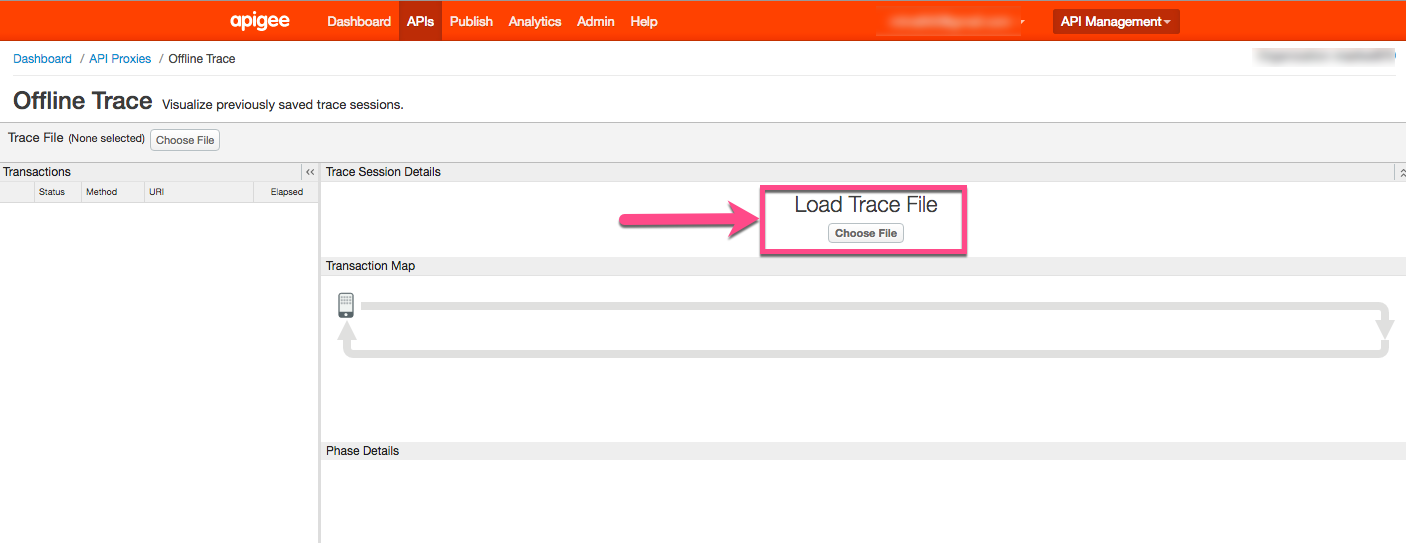 apigee Dashboard APIs Publish Analytics Admin Help API Management
Dashboard / API Proxies / Offline Trace
Offline Trace Visualize previously saved trace sessions.
Trace File (None selected) Choose File
Transactions <<
Status Method URI Elapsed
Trace Session Details
Load Trace File
Choose File
Transaction Map
Phase Details